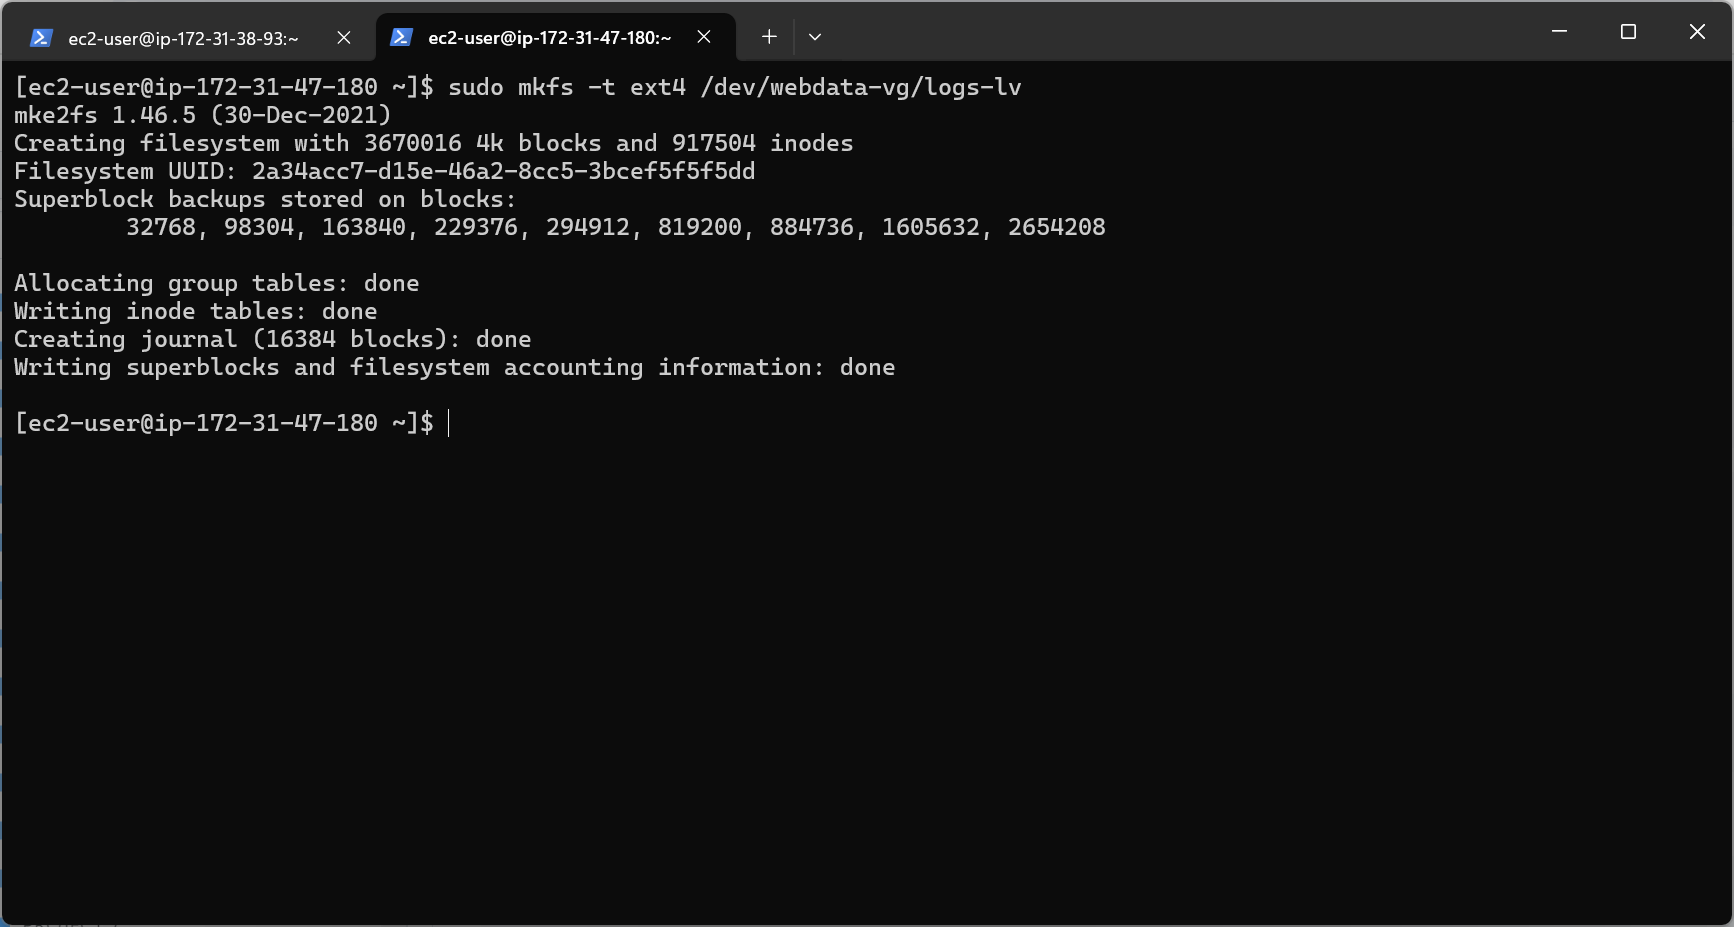 ec2-user@ip-172-31-38-93:~
ec2-user@ip-172-31-47-180:~
[ec2-user@ip-172-31-47-180 ~]$ sudo mkfs -t ext4 /dev/webdata-vg/logs-lv
mke2fs 1.46.5 (30-Dec-2021)
Creating filesystem with 3670016 4k blocks and 917504 inodes
Filesystem UUID: 2a34acc7-d15e-46a2-8cc5-3bcef5f5f5dd
Superblock backups stored on blocks:
32768, 98304, 163840, 229376, 294912, 819200, 884736, 1605632, 2654208
Allocating group tables: done
Writing inode tables: done
Creating journal (16384 blocks): done
Writing superblocks and filesystem accounting information: done
[ec2-user@ip-172-31-47-180 ~]$